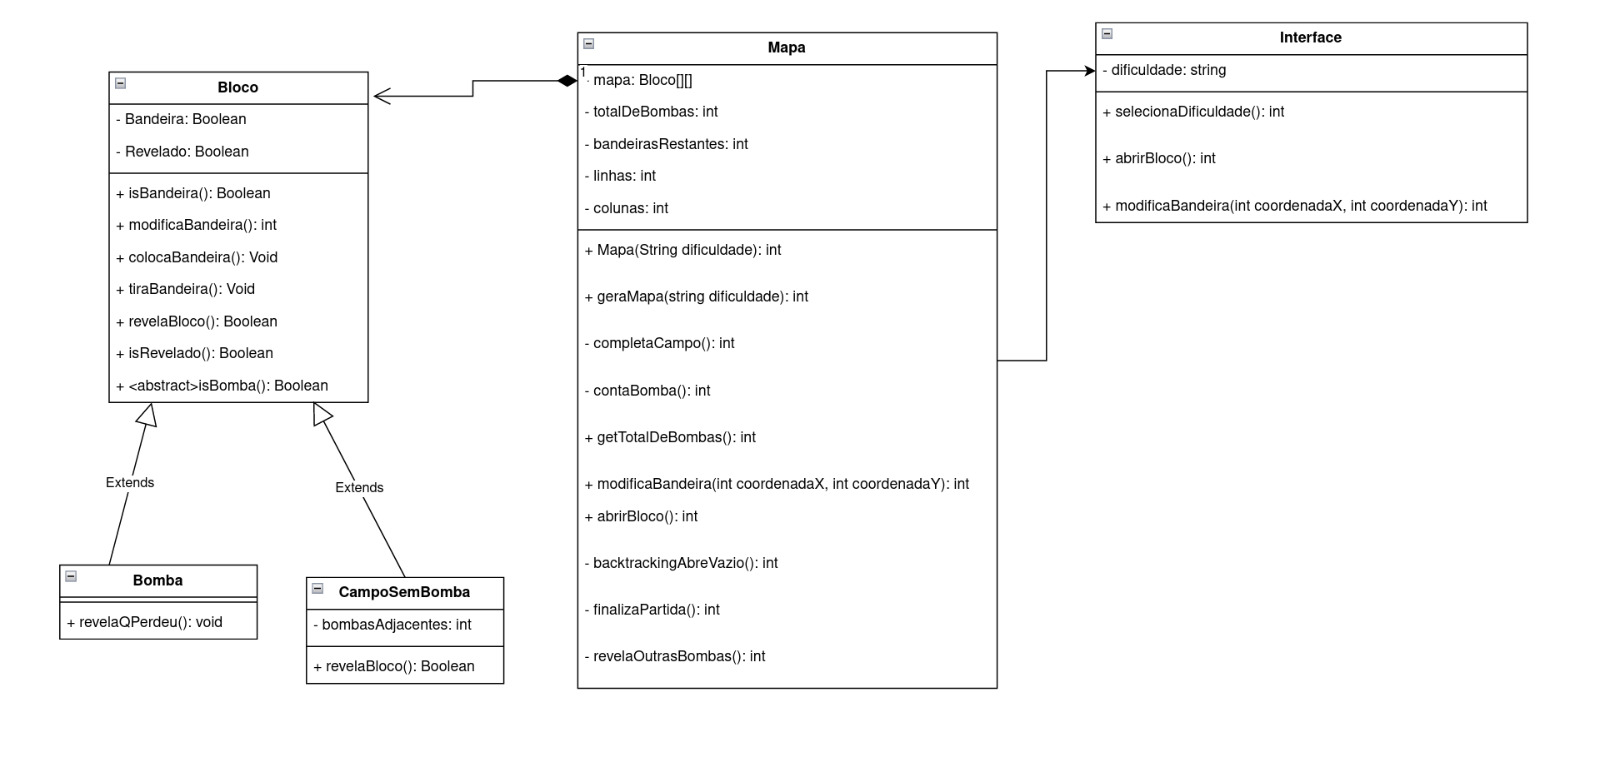 Bloco
- Bandeira: Boolean
- Revelado: Boolean
+ isBandeira(): Boolean
+ modificaBandeira(): int
+ colocaBandeira(): Void
+ tiraBandeira(): Void
+ revelaBloco(): Boolean
+ isRevelado(): Boolean
+ <abstract>isBomba(): Boolean
Extends
Extends
Bomba
+ revelaQPerdeu(): void
CampoSemBomba
- bombasAdjacentes: int
+ revelaBloco(): Boolean
Mapa
1
- mapa: Bloco[][]
- totalDeBombas: int
- bandeirasRestantes: int
- linhas: int
- colunas: int
+ Mapa(String dificuldade): int
+ geraMapa(string dificuldade): int
- completaCampo(): int
- contaBomba(): int
+ getTotalDeBombas(): int
+ modificaBandeira(int coordenadaX, int coordenadaY): int
+ abrirBloco(): int
- backtrackingAbreVazio(): int
- finalizaPartida(): int
- revelaOutrasBombas(): int
Interface
- dificuldade: string
+ selecionaDificuldade(): int
+ abrirBloco(): int
+ modificaBandeira(int coordenadaX, int coordenadaY): int